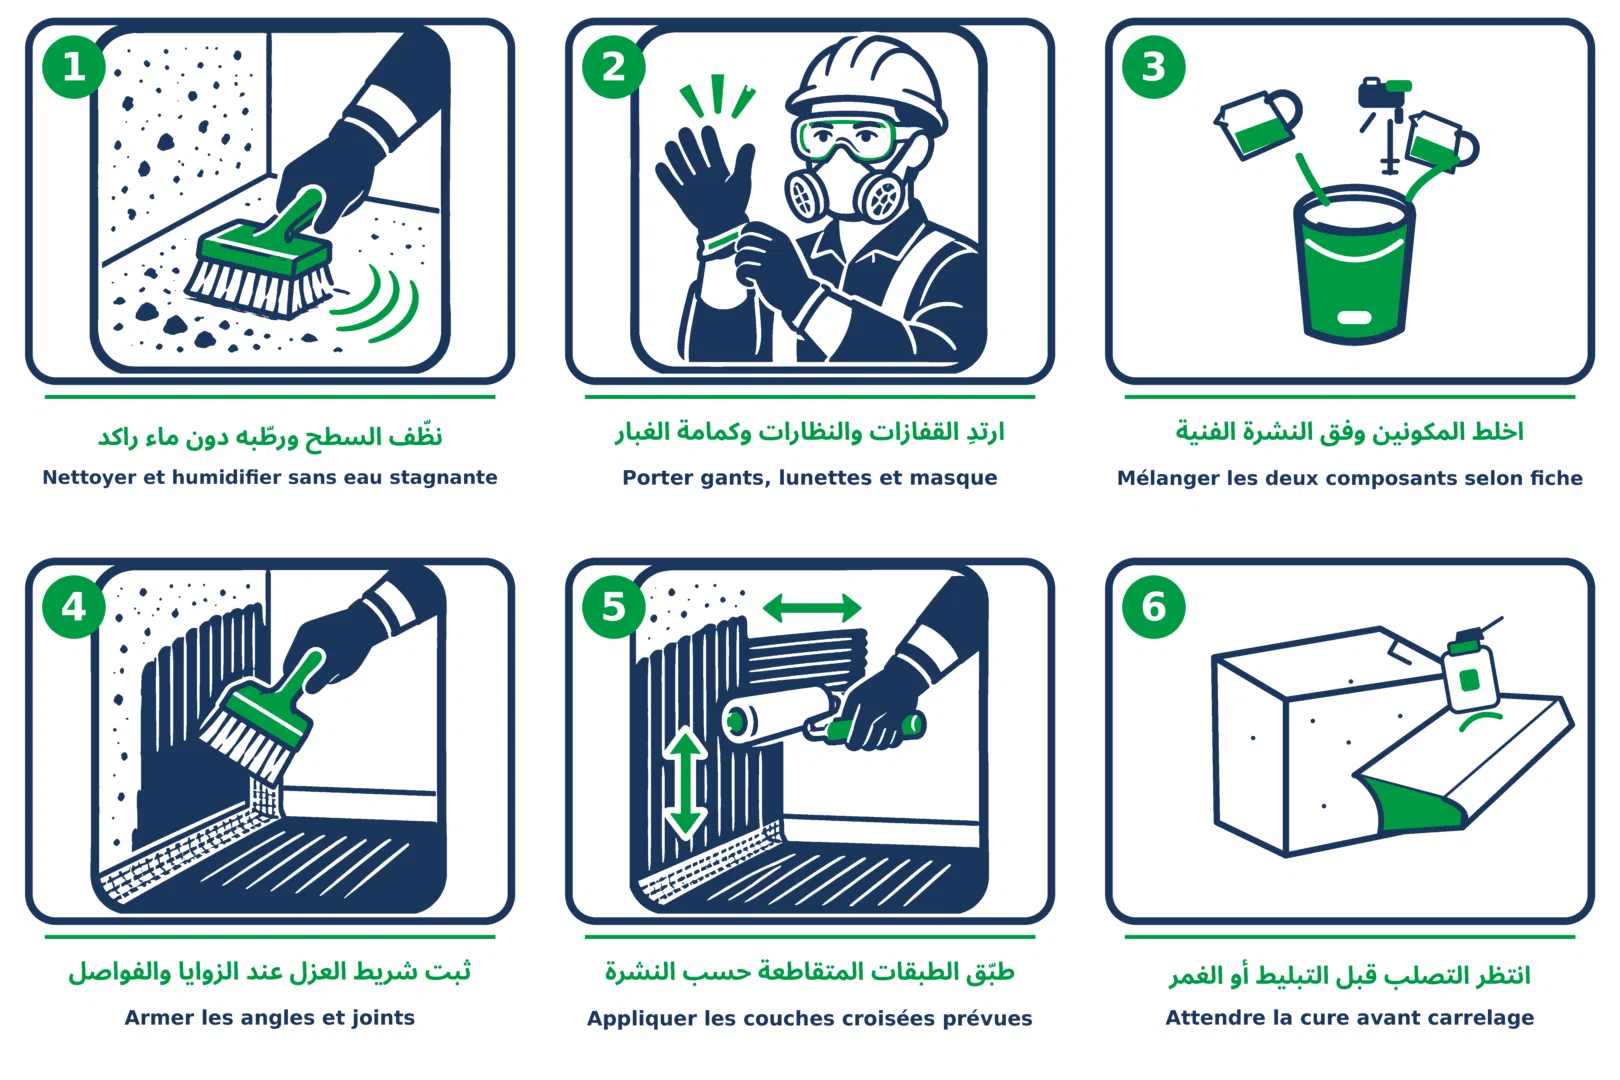 1
نظّف السطح ورطّبه دون ماء راكد
Nettoyer et humidifier sans eau stagnante
2
ارتدِ القفازات والنظارات وكمامة الغبار
Porter gants, lunettes et masque
3
اخلط المكونين وفق النشرة الفنية
Mélanger les deux composants selon fiche
4
ثبت شريط العزل عند الزوايا والفواصل
Armer les angles et joints
5
طبّق الطبقات المتقاطعة حسب النشرة
Appliquer les couches croisées prévues
6
انتظر التصلب قبل التبليط أو الغمر
Attendre la cure avant carrelage